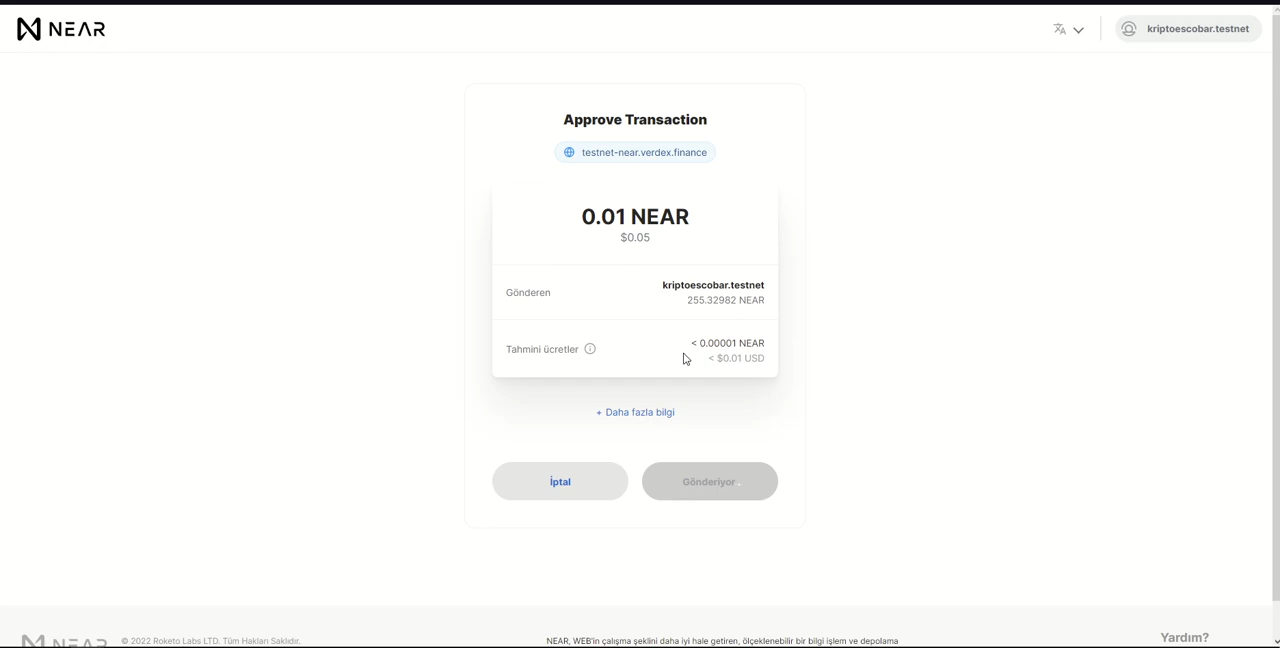 NEAR
kriptoescobar.testnet
Approve Transaction
testnet-near.verdex.finance
0.01 NEAR
$0.05
Gönderen
kriptoescobar.testnet
255.32982 NEAR
Tahmini ücretler
< 0.00001 NEAR
< $0.01 USD
+ Daha fazla bilgi
İptal
Gönderiyor .
NEAR
© 2022 Roketo Labs LTD. Tüm Hakları Saklıdır.
NEAR, WEB'in çalışma şeklini daha iyi hale getiren, ölçeklenebilir bir bilgi işlem ve depolama
Yardım?